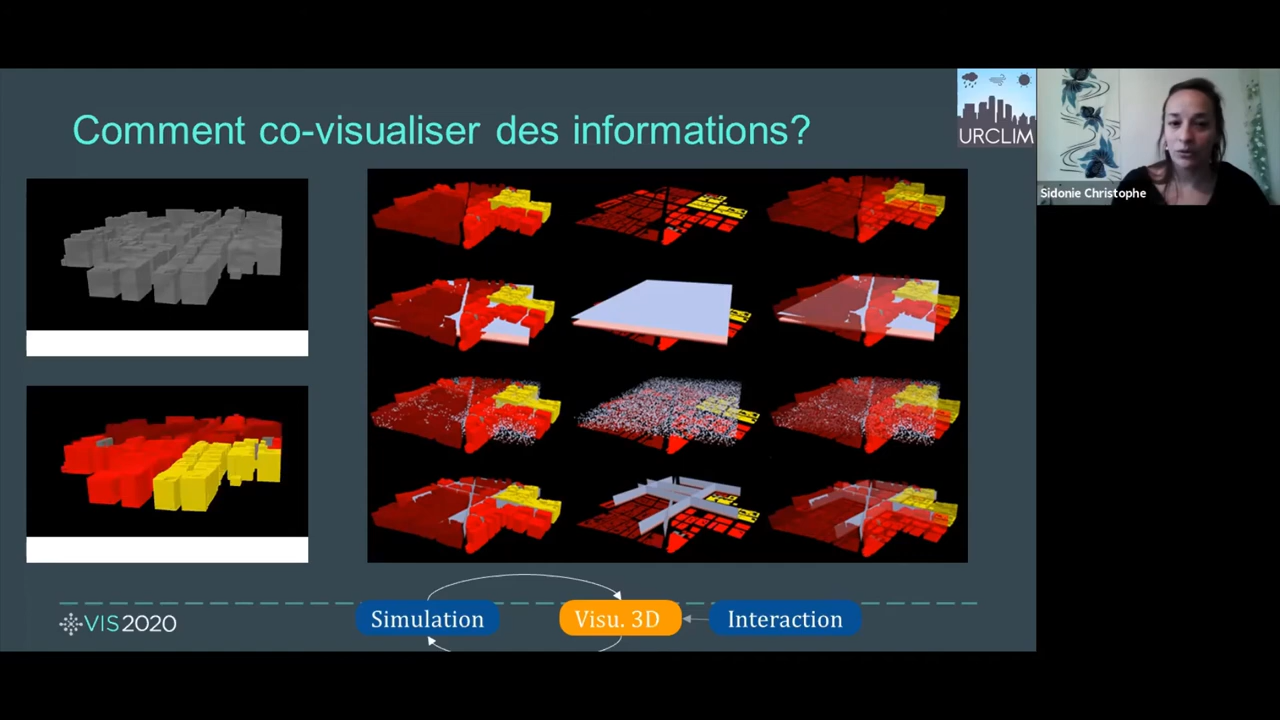 Comment co-visualiser des informations?
URCLIM
Sidonie Christophe
VIS2020
Simulation
Visu. 3D
Interaction